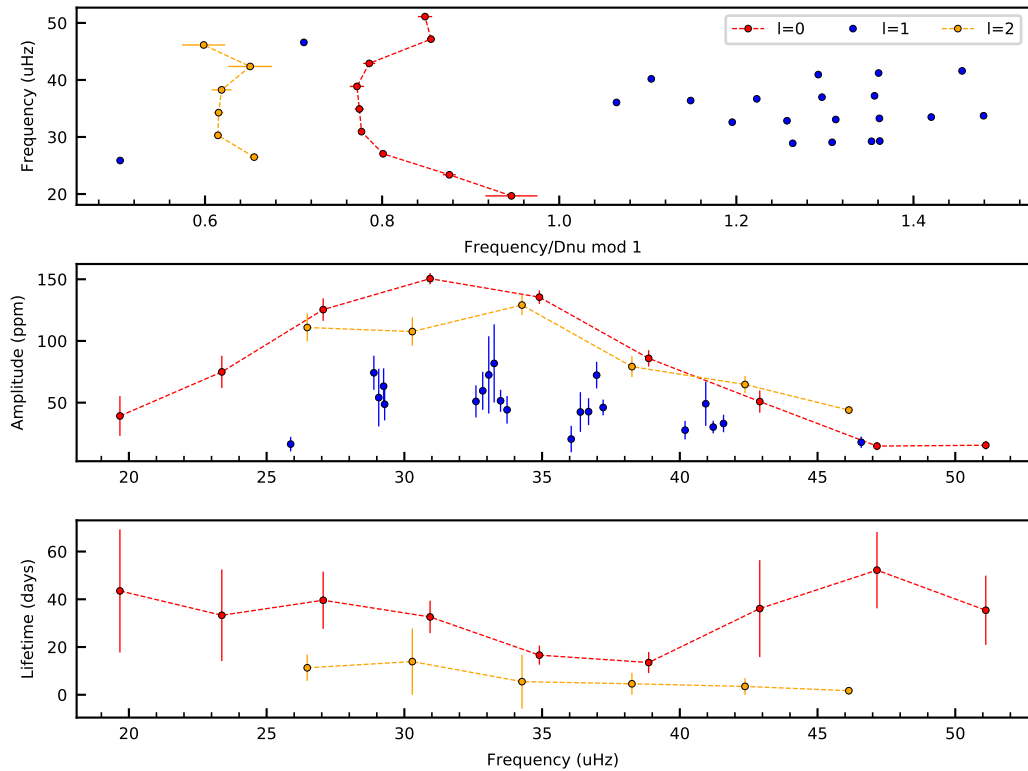 Frequency (uHz)
50
40
30
20
l=0 l=1 l=2
0.6 0.8 1.0 1.2 1.4
Frequency/Dnu mod 1
Amplitude (ppm)
150
100
50
20 25 30 35 40 45 50
Lifetime (days)
60
40
20
0
20 25 30 35 40 45 50
Frequency (uHz)